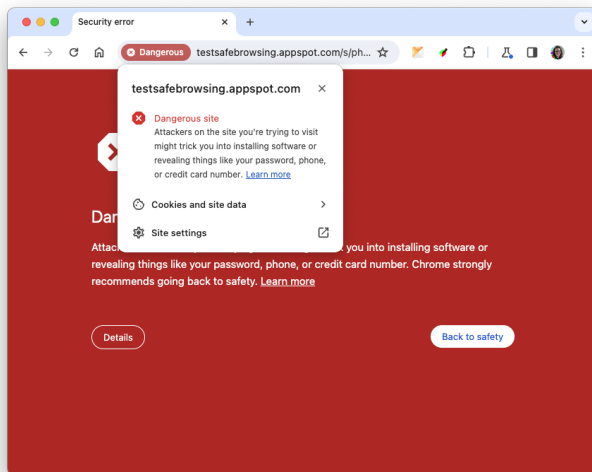 Security error
Dangerous
testsafebrowsing.appspot.com/s/ph...
testsafebrowsing.appspot.com
Dangerous site
Attackers on the site you're trying to visit
might trick you into installing software or
revealing things like your password, phone,
or credit card number. Learn more
Cookies and site data
Site settings
Dan
Attac
you into installing software or
revealing things like your password, phone, or credit card number. Chrome strongly
recommends going back to safety. Learn more
Details
Back to safety